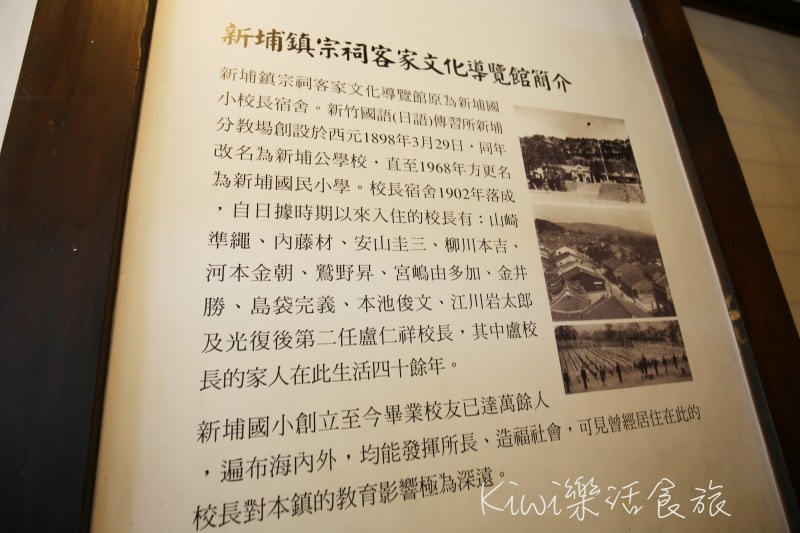 新埔鎮宗祠客家文化導覽館簡介
新埔鎮宗祠客家文化導覽館原為新埔國
小校長宿舍。新竹國語(日語)傳習所新埔
分教場創設於西元1898年3月29日，同年
改名為新埔公學校，直至1968年方更名
為新埔國民小學。校長宿舍1902年落成
，自日據時期以來入住的校長有：山崎
準繩、內藤材、安山圭三、柳川本吉、
河本金朝、鷲野昇、宮嶋由多加、金井
勝、島袋完義、本池俊文、江川岩太郎
及光復後第二任盧仁祥校長，其中盧校
長的家人在此生活四十餘年。
新埔國小創立至今畢業校友已達萬餘人
，遍布海內外，均能發揮所長、造福社會，可見曾經居住在此的
校長對本鎮的教育影響極為深遠。
Kiwi樂活食旅